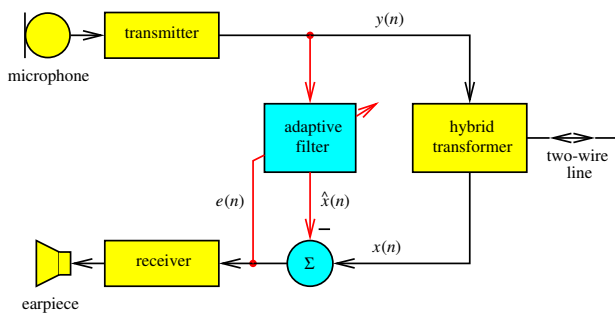 y(n)
transmitter
microphone
adaptive
filter
hybrid
transformer
two-wire
line
e(n)
x̂(n)
−
x(n)
receiver
Σ
earpiece